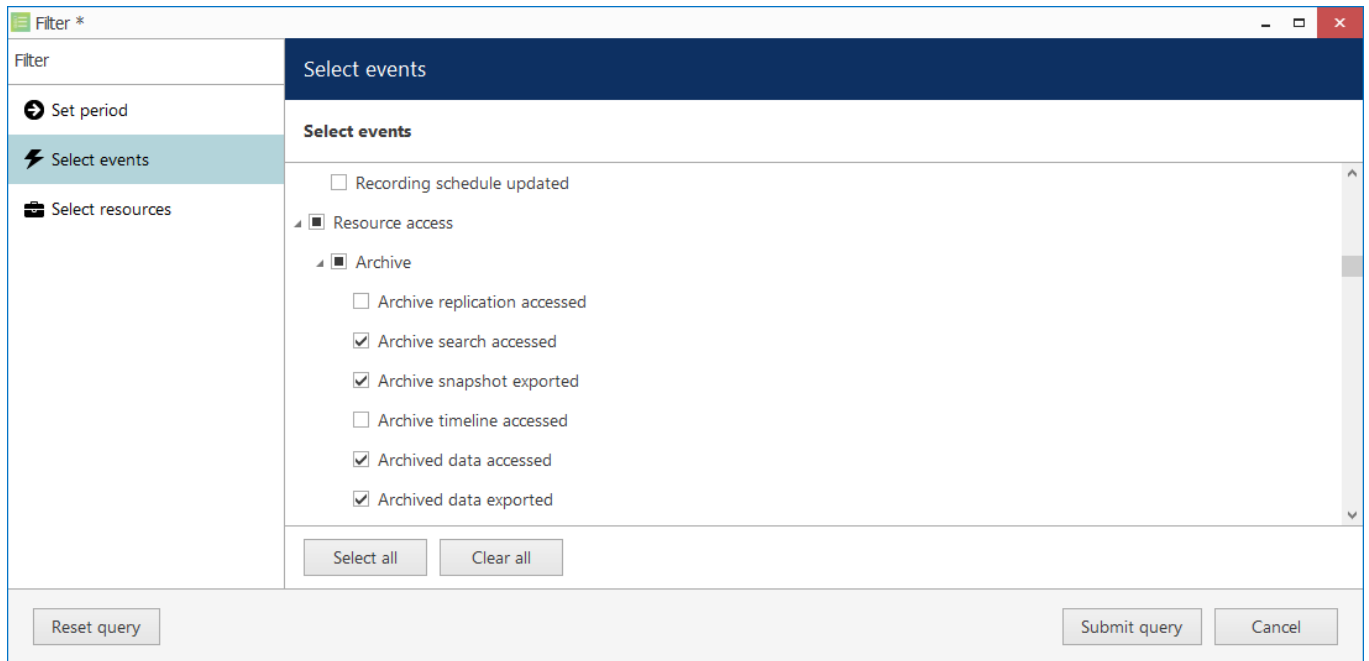 Filter *
Filter
Set period
Select events
Select resources
Select events
Select events
Recording schedule updated
Resource access
Archive
Archive replication accessed
Archive search accessed
Archive snapshot exported
Archive timeline accessed
Archived data accessed
Archived data exported
Select all Clear all
Reset query Submit query Cancel